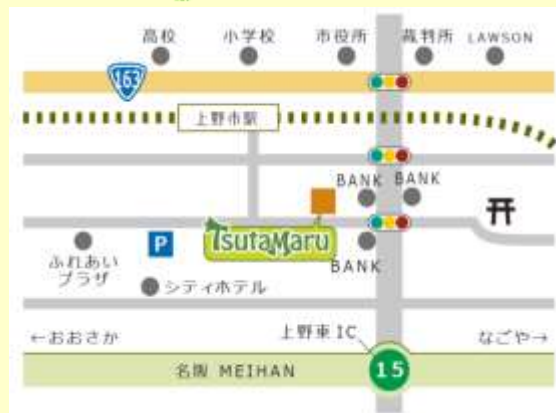 高校
小学校
市役所
裁判所
LAWSON
163
上野市駅
BANK
BANK
P
TsutaMaru
BANK
ふれあい
プラザ
シティホテル
上野東 IC
←おおさか
なごや→
名阪 MEIHAN
15